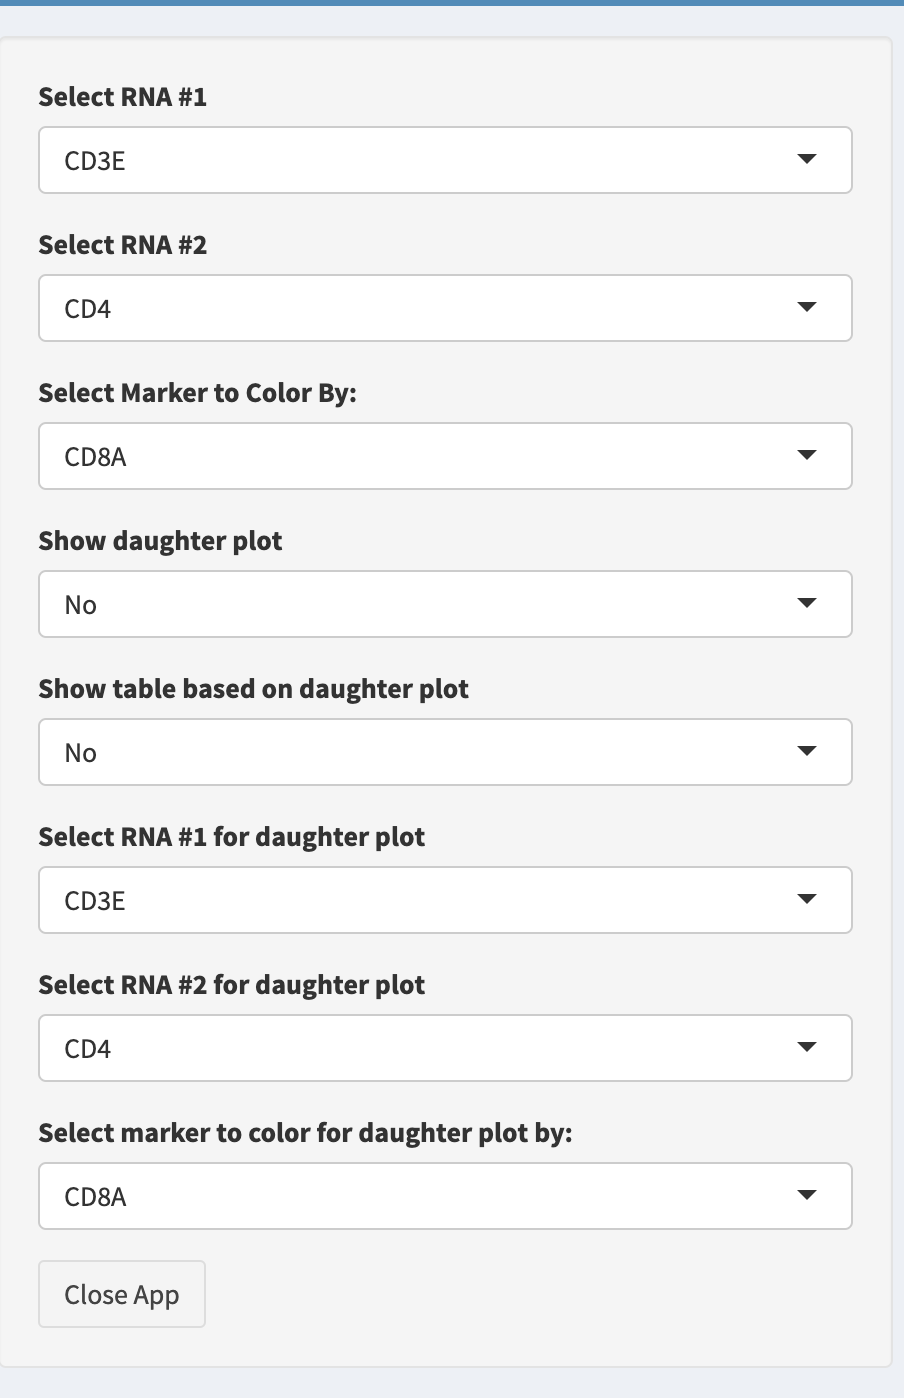 Select RNA #1
CD3E
Select RNA #2
CD4
Select Marker to Color By:
CD8A
Show daughter plot
No
Show table based on daughter plot
No
Select RNA #1 for daughter plot
CD3E
Select RNA #2 for daughter plot
CD4
Select marker to color for daughter plot by:
CD8A
Close App